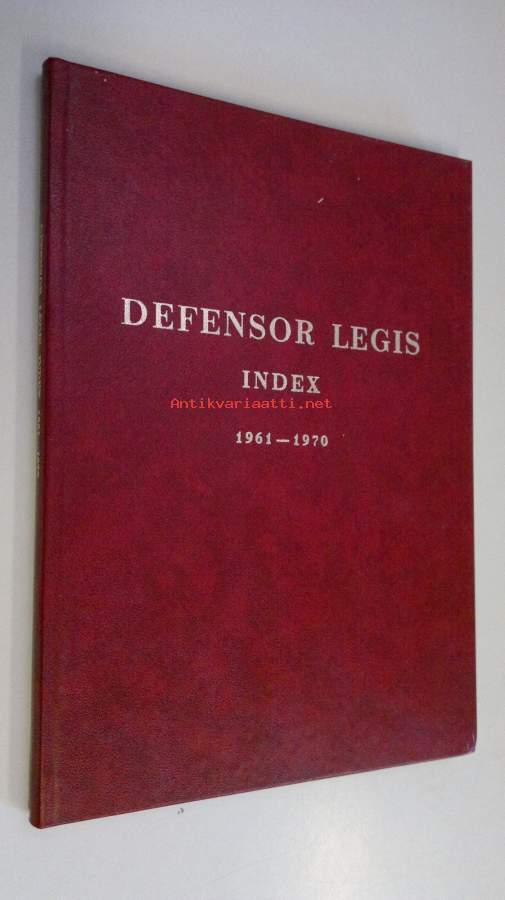 DEFENSOR LEGIS
INDEX
Antikvariaatti.net
1961—1970